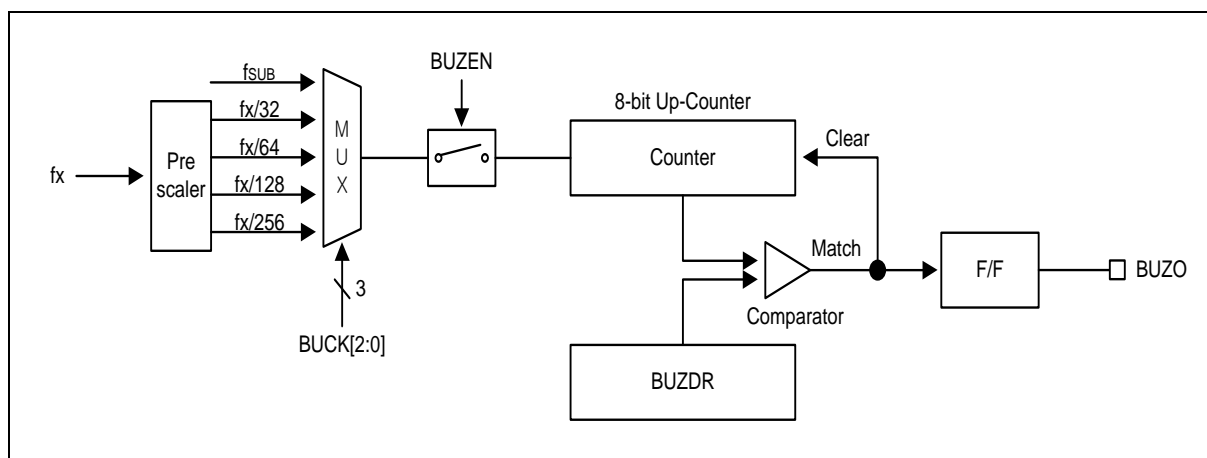 BUZEN
8-bit Up-Counter
fSUB
fx/32
fx/64
fx/128
fx/256
fx
Pre
scaler
M
U
X
Counter
Clear
3
BUCK[2:0]
Match
Comparator
F/F
BUZO
BUZDR